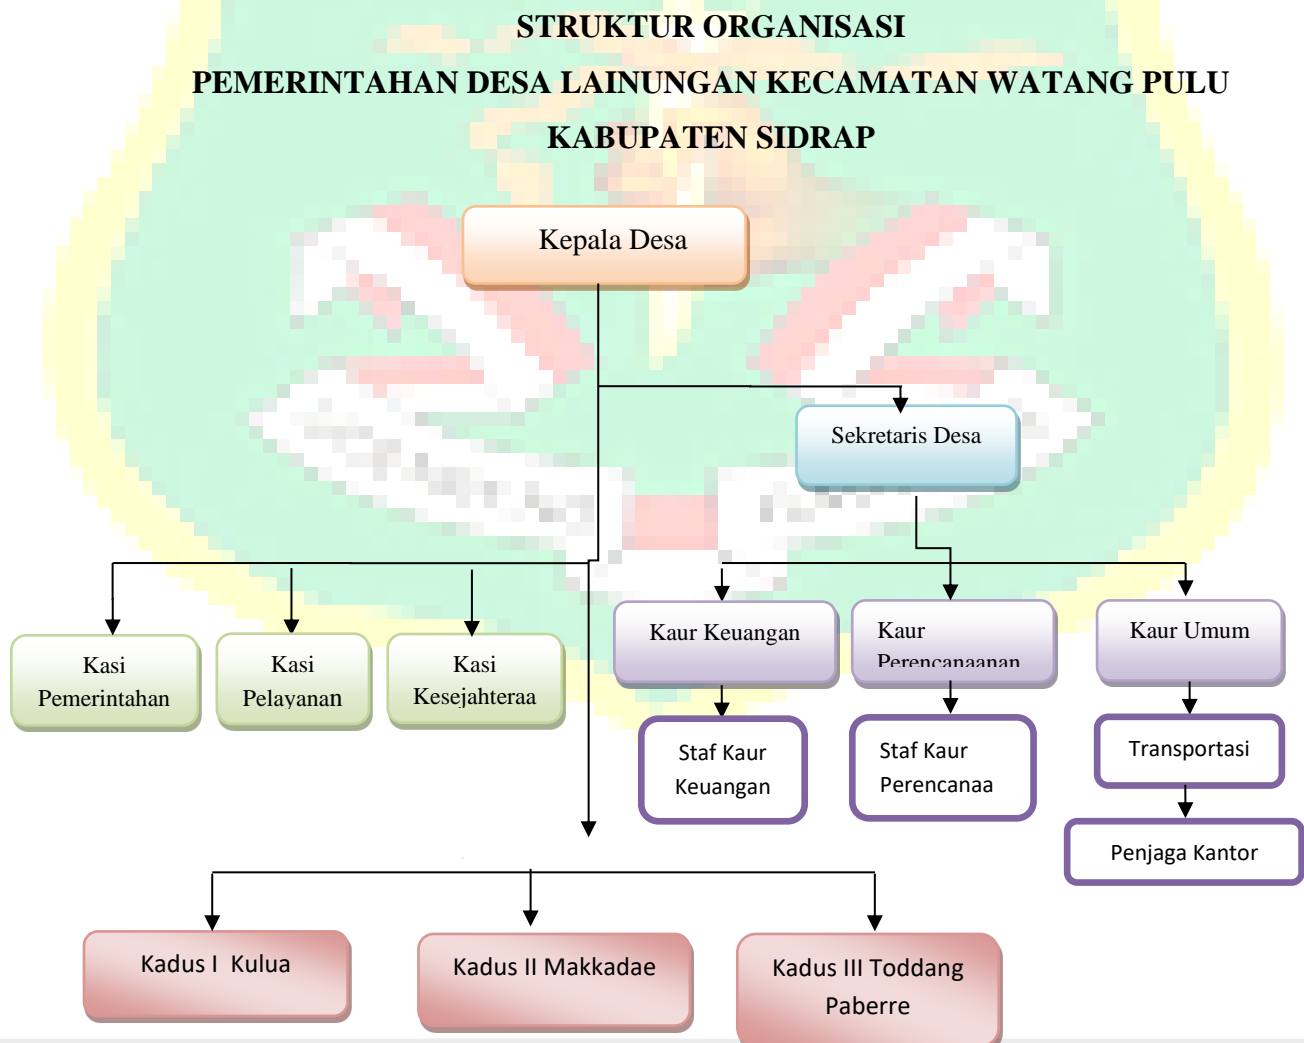 STRUKTUR ORGANISASI
PEMERINTAHAN DESA LAINUNGAN KECAMATAN WATANG PULU
KABUPATEN SIDRAP
Kepala Desa
Sekretaris Desa
Kasi
Pemerintahan
Kasi
Pelayanan
Kasi
Kesejahteraa
Kaur Keuangan
Kaur
Perencanaanan
Kaur Umum
Staf Kaur
Keuangan
Staf Kaur
Perencanaa
Transportasi
Penjaga Kantor
Kadus I Kulua
Kadus II Makkadae
Kadus III Toddang
Paberre